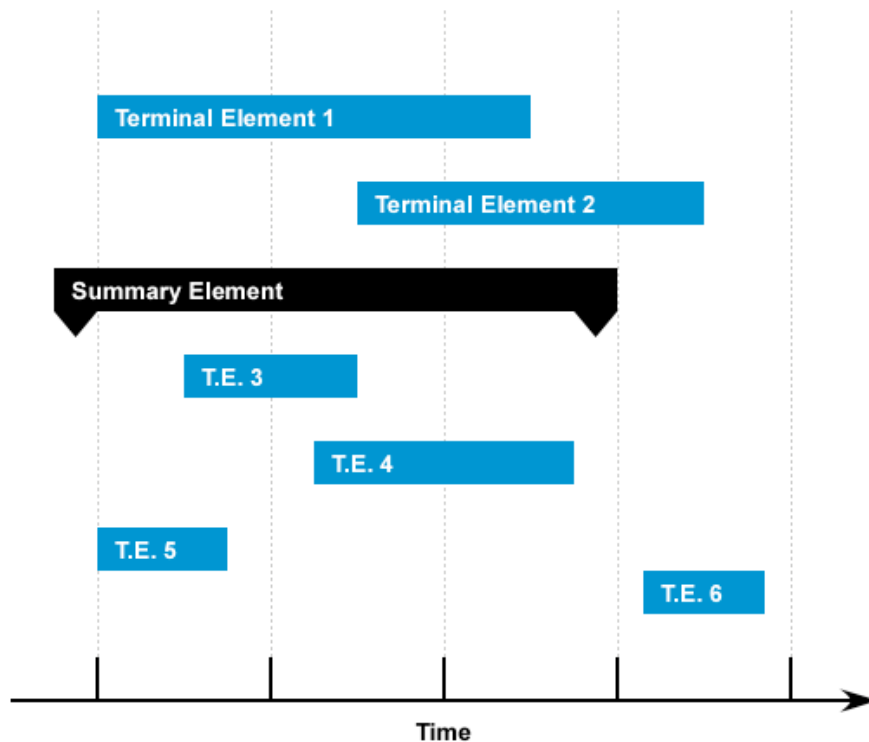 Terminal Element 1
Terminal Element 2
Summary Element
T.E. 3
T.E. 4
T.E. 5
T.E. 6
Time